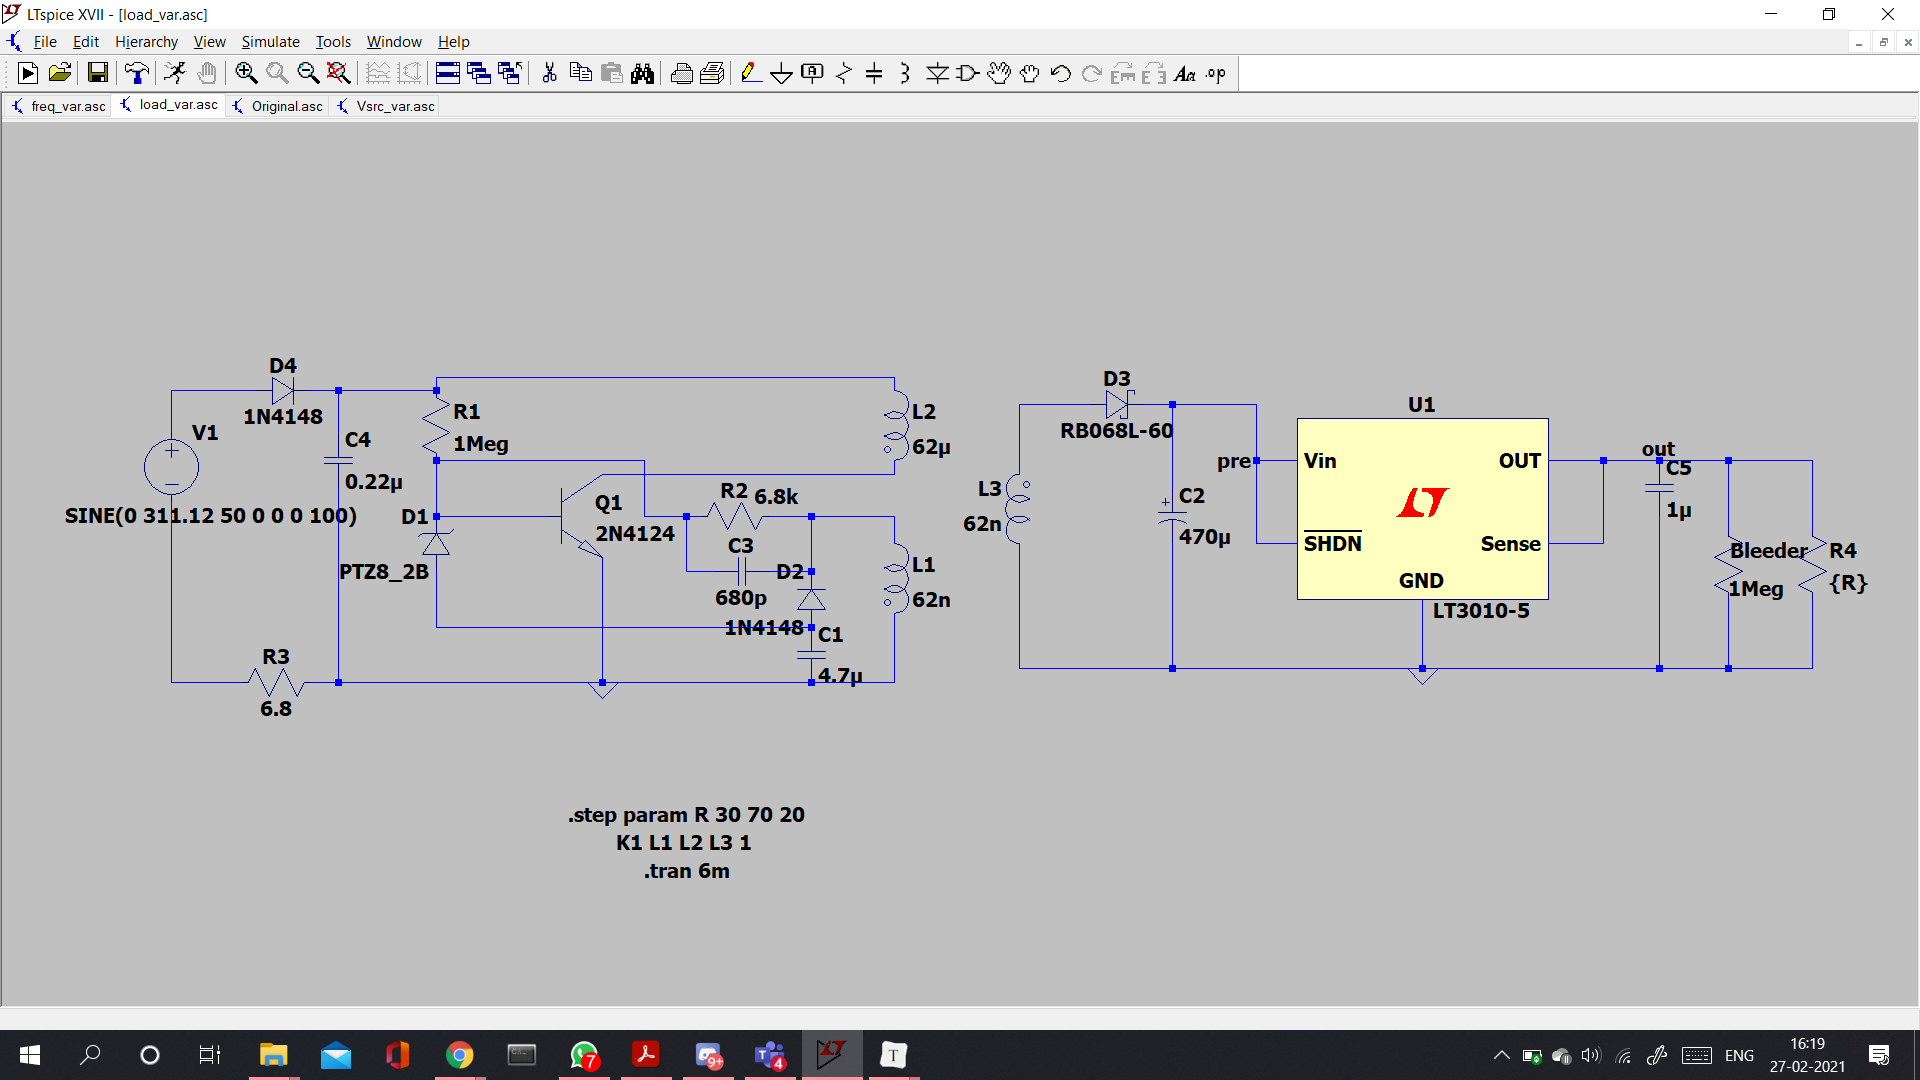 LTspice XVII - [load_var.asc]
File Edit Hierarchy View Simulate Tools Window Help
Aa .op
freq_var.asc load_var.asc Original.asc Vsrc_var.asc
D4
1N4148
V1
SINE(0 311.12 50 0 0 0 100)
C4
0.22µ
R1
1Meg
D1
PTZ8_2B
Q1
2N4124
R2 6.8k
C3
680p
D2
1N4148
C1
4.7µ
L2
62µ
L1
62n
R3
6.8
L3
62n
D3
RB068L-60
pre
C2
470µ
U1
Vin
OUT
SHDN
Sense
GND
LT3010-5
out
C5
1µ
Bleeder
1Meg
R4
{R}
.step param R 30 70 20
K1 L1 L2 L3 1
.tran 6m
7
9+
T
4
T
ENG
16:19
27-02-2021